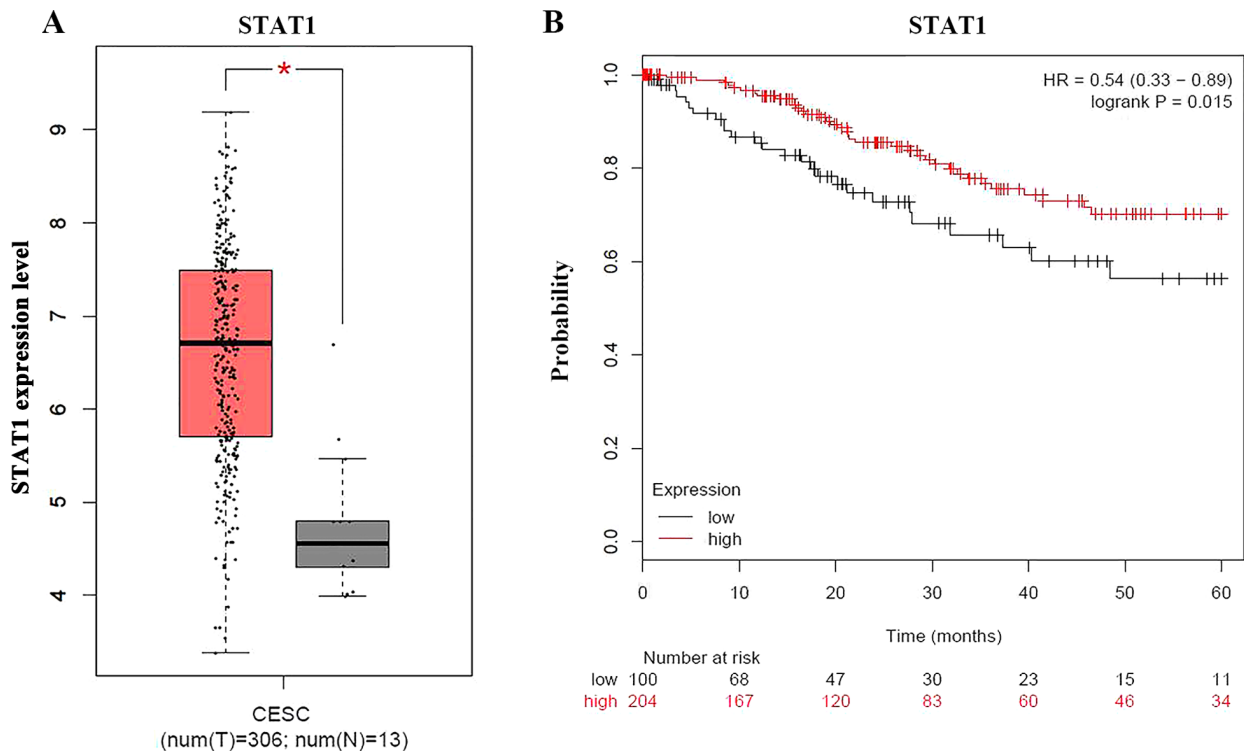 A
STAT1
*
STAT1 expression level
9
8
7
6
5
4
CESC
(num(T)=306; num(N)=13)
B
STAT1
HR = 0.54 (0.33 − 0.89)
logrank P = 0.015
Probability
1.0
0.8
0.6
0.4
0.2
0.0
Expression
low
high
0 10 20 30 40 50 60
Time (months)
Number at risk
low 100 68 47 30 23 15 11
high 204 167 120 83 60 46 34